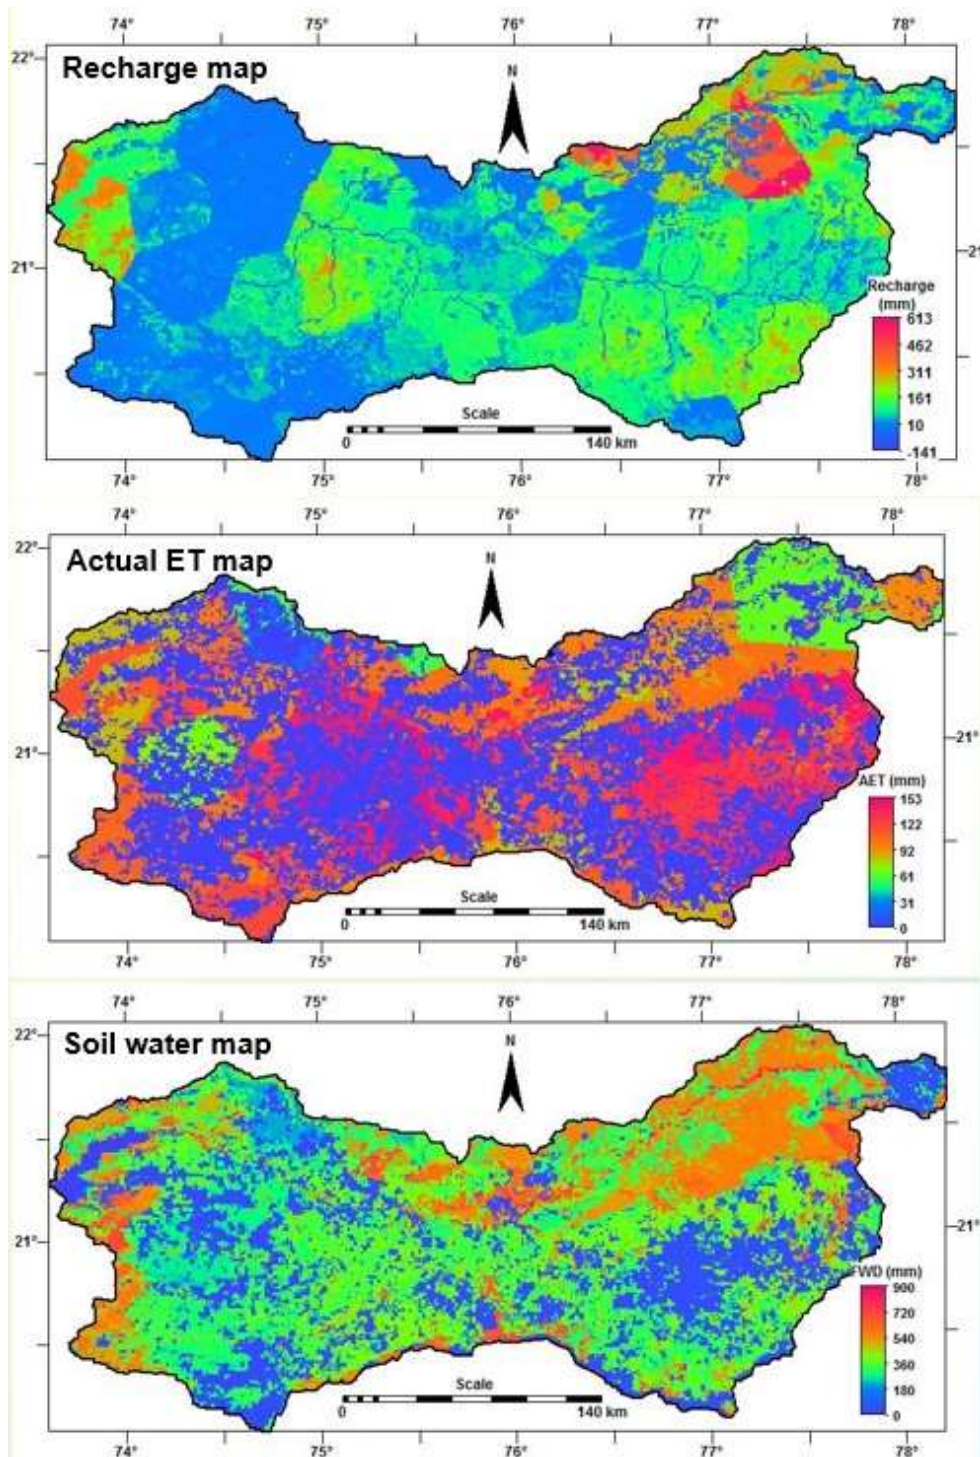 74° 75° 76° 77° 78°
22°
Recharge map
N
21°
21
Recharge
(mm)
613
462
311
161
10
-141
Scale
0 140 km
74° 75° 76° 77° 78°
74° 75° 76° 77° 78°
22°
Actual ET map
N
21°
21°
AET (mm)
153
122
92
61
31
0
Scale
0 140 km
74° 75° 76° 77° 78°
74° 75° 76° 77° 78°
22°
Soil water map
N
21°
21°
FWD (mm)
900
720
540
360
180
0
Scale
0 140 km
74° 75° 76° 77° 78°